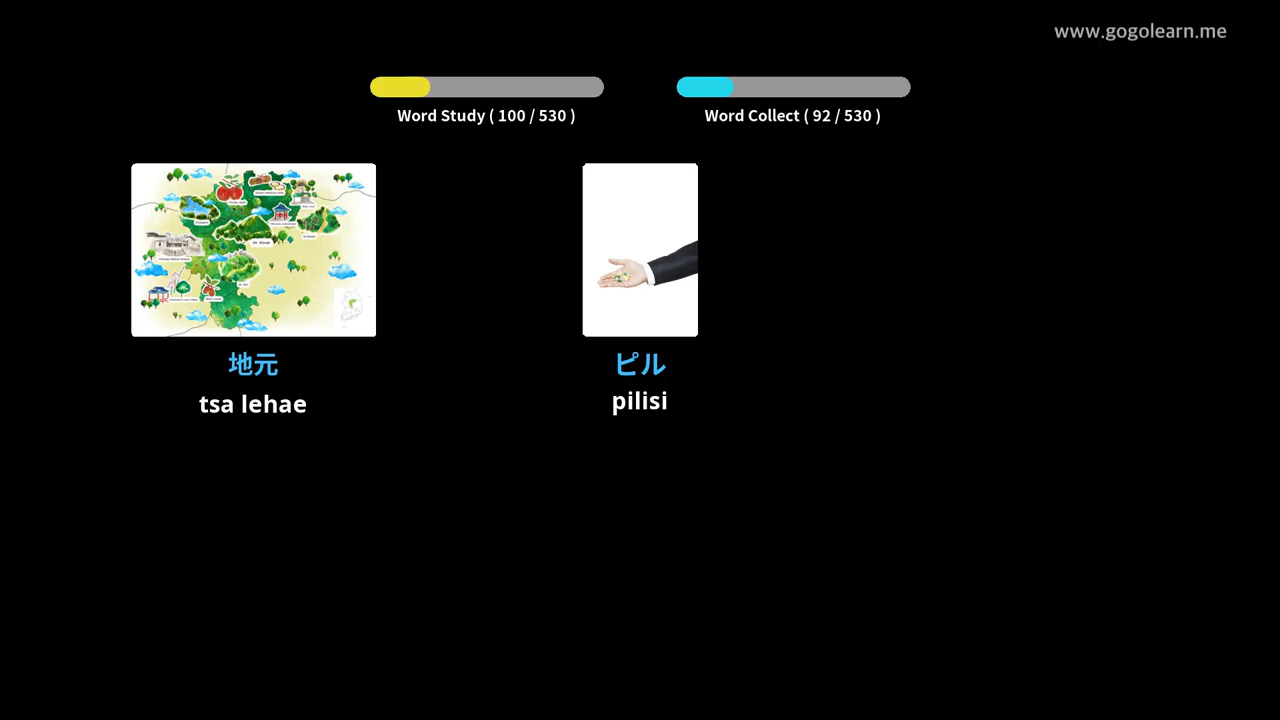 www.gogolearn.me
Word Study ( 100 / 530 )
Word Collect ( 92 / 530 )
地元
tsa lehae
ピル
pilisi